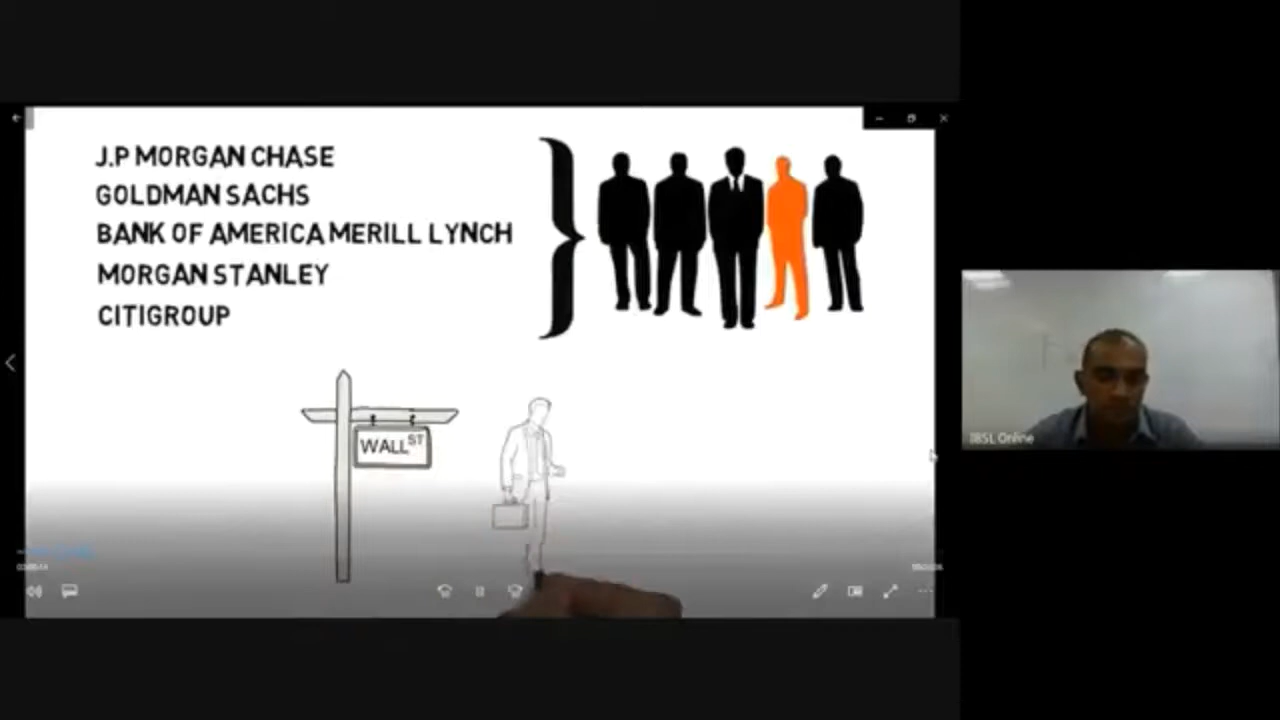 J.P MORGAN CHASE
GOLDMAN SACHS
BANK OF AMERICA MERILL LYNCH
MORGAN STANLEY
CITIGROUP
WALL ST
IBSL Online